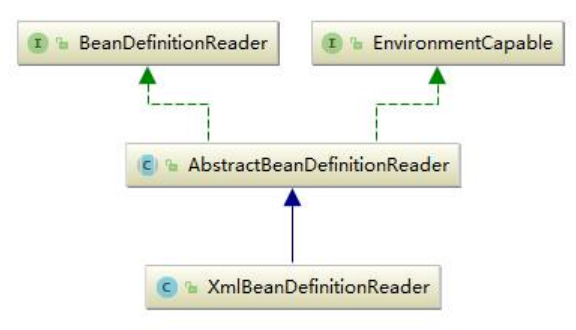 I BeanDefinitionReader
I EnvironmentCapable
C AbstractBeanDefinitionReader
C XmlBeanDefinitionReader